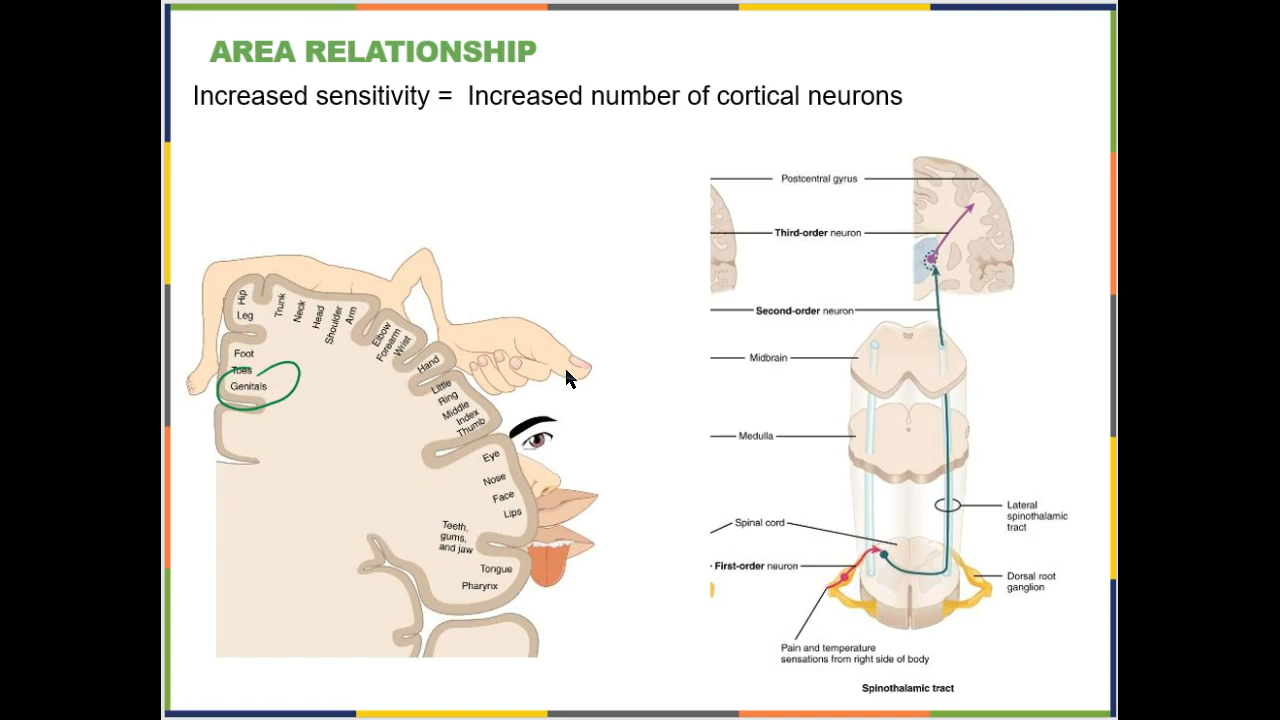 AREA RELATIONSHIP
Increased sensitivity = Increased number of cortical neurons
Hip
Leg
Trunk
Neck
Head
Shoulder
Arm
Elbow
Forearm
Wrist
Hand
Foot
Toes
Genitals
Little
Ring
Middle
Index
Thumb
Eye
Nose
Face
Lips
Teeth,
gums,
and jaw
Tongue
Pharynx
Postcentral gyrus
Third-order neuron
Second-order neuron
Midbrain
Medulla
Lateral
spinothalamic
tract
Spinal cord
First-order neuron
Dorsal root
ganglion
Pain and temperature
sensations from right side of body
Spinothalamic tract